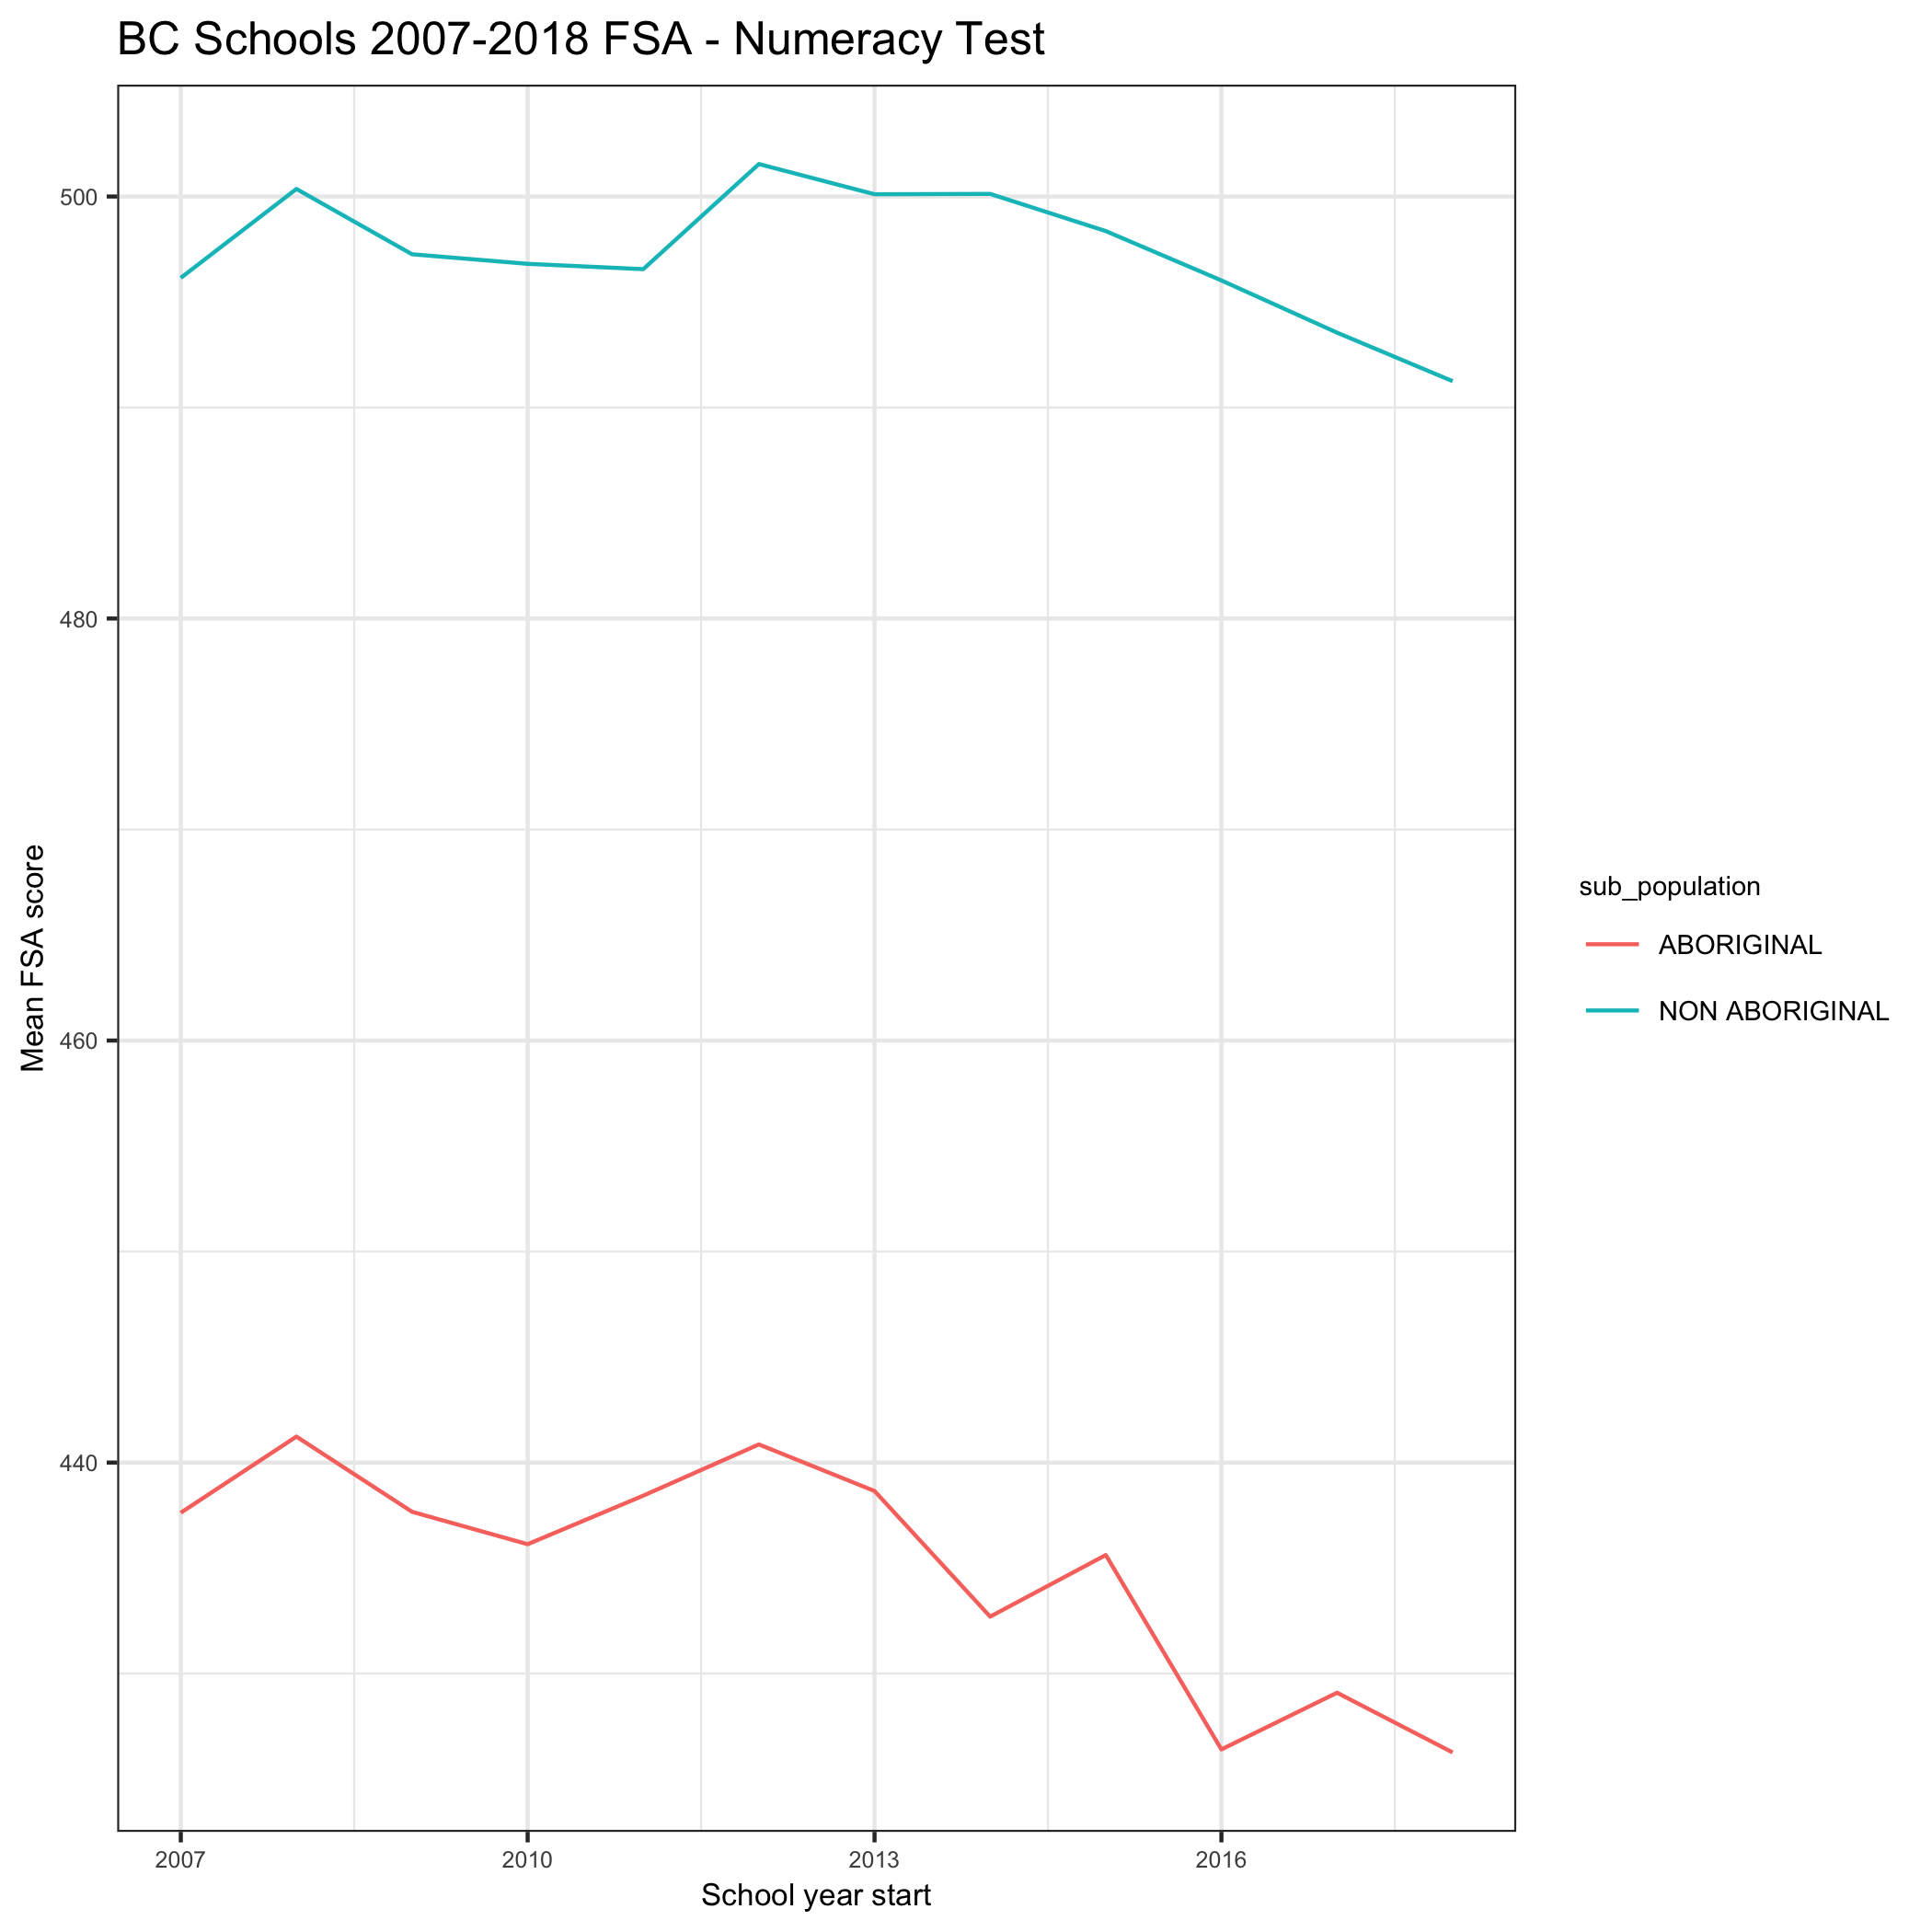 BC Schools 2007-2018 FSA - Numeracy Test
500
480
460
440
Mean FSA score
2007 2010 2013 2016
School year start
sub_population
ABORIGINAL
NON ABORIGINAL